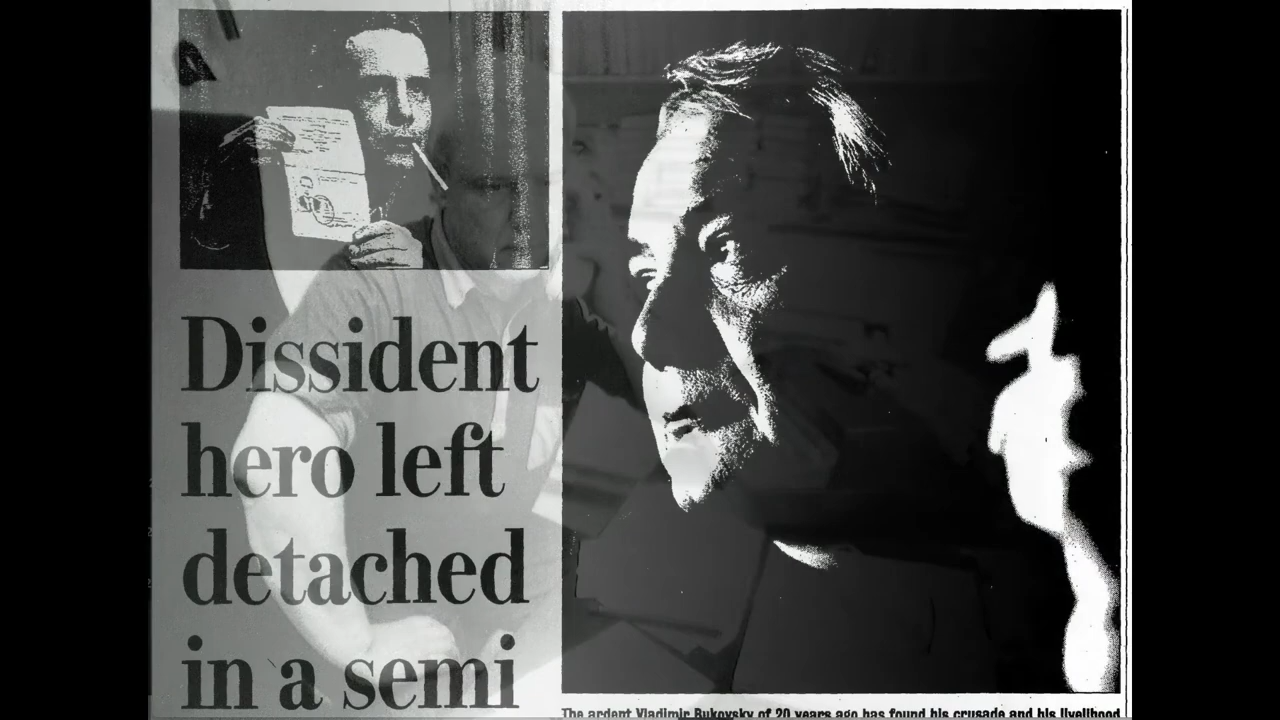 Dissident
hero left
detached
in a semi
The ardent Vladimir Bukovsky of 20 years ago has found his crusade and his livelihood